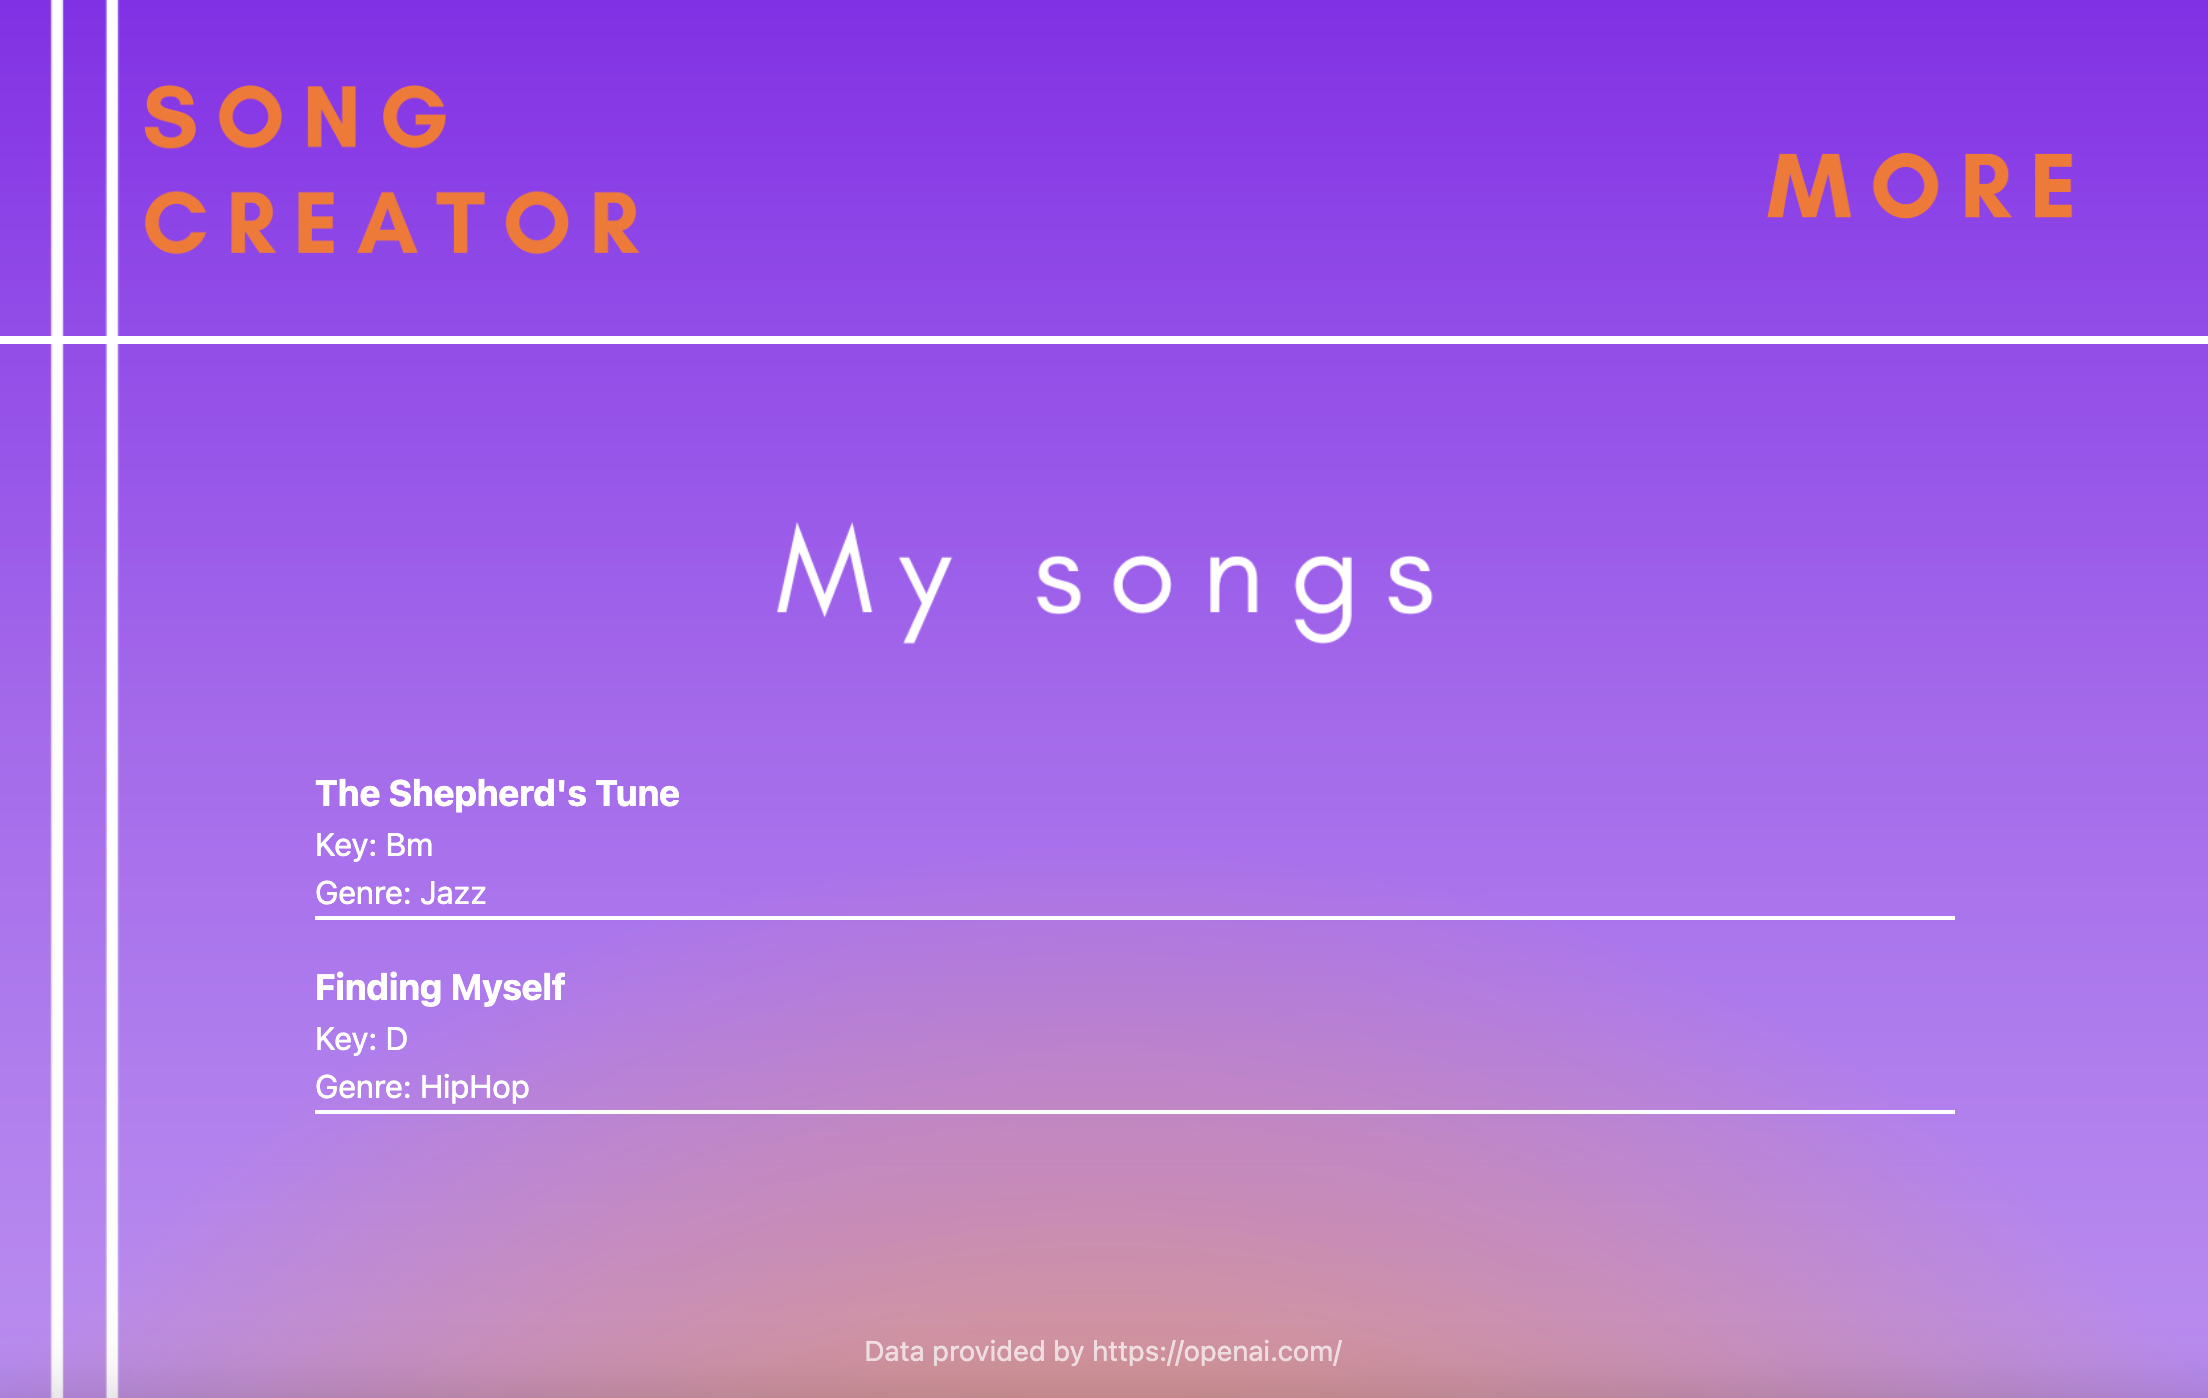 SONG
CREATOR
MORE
My songs
The Shepherd's Tune
Key: Bm
Genre: Jazz
Finding Myself
Key: D
Genre: HipHop
Data provided by https://openai.com/